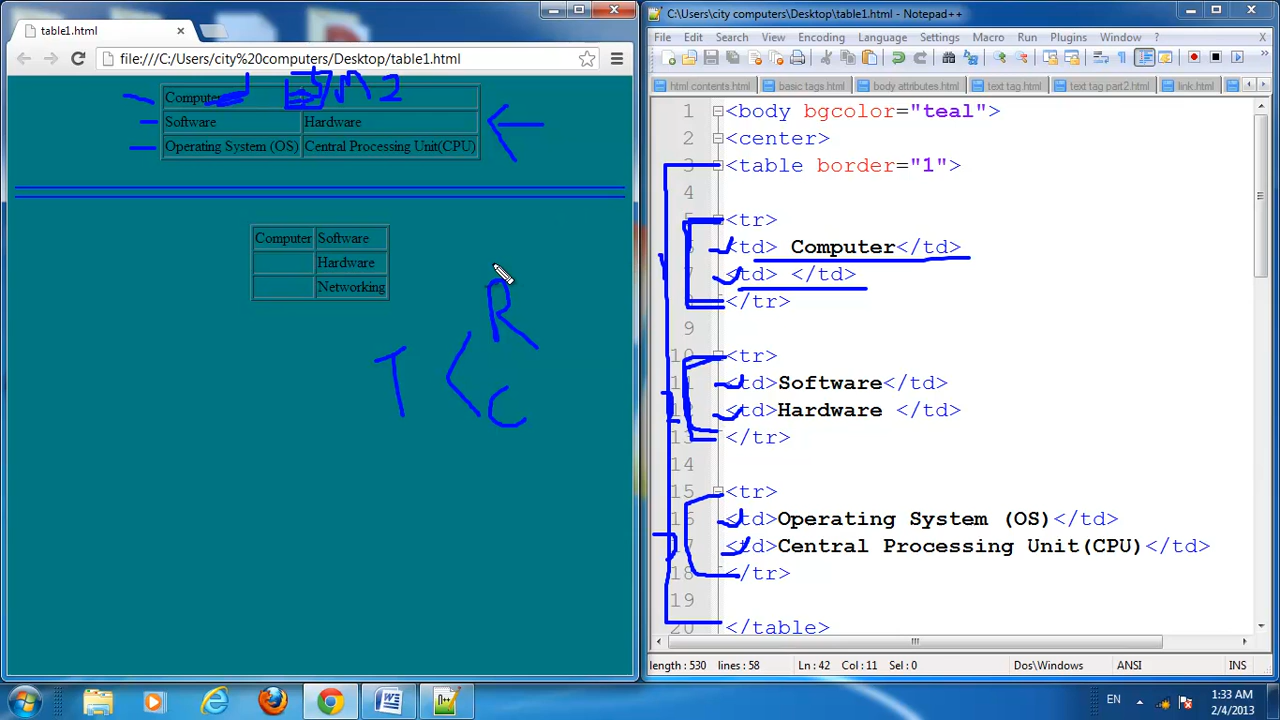 table1.html
file:///C:/Users/city%20computers/Desktop/table1.html
Computer
Software Hardware
Operating System (OS) Central Processing Unit(CPU)
Computer Software
Hardware
Networking
R
T
C
C:\Users\city computers\Desktop\table1.html - Notepad++
File Edit Search View Encoding Language Settings Macro Run Plugins Window ?
html contents.html basic tags.html body attributes.html text tag html text tag part2.html link.html
1 <body bgcolor="teal">
2 <center>
3 <table border="1">
4
5 <tr>
6 <td> Computer</td>
7 <td> </td>
</tr>
9
10 <tr>
11 <td>Software</td>
12 <td>Hardware </td>
13 </tr>
14
15 <tr>
16 <td>Operating System (OS)</td>
17 <td>Central Processing Unit(CPU)</td>
18 </tr>
19
20 </table>
length : 530 lines : 58 Ln : 42 Col : 11 Sel : 0 Dos\Windows ANSI INS
EN 1:33 AM
2/4/2013